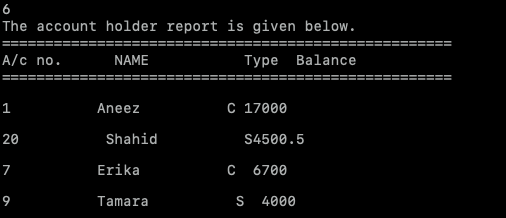 6
The account holder report is given below.
====================================================
A/c no.      NAME           Type  Balance
====================================================
1          Aneez          C 17000
20          Shahid          S4500.5
7          Erika          C  6700
9          Tamara          S  4000